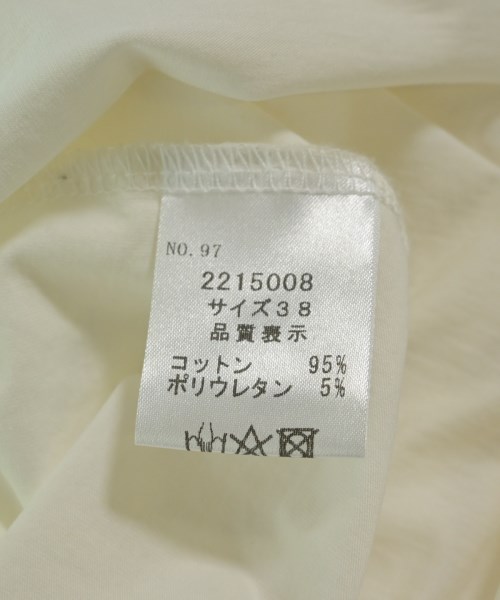 NO. 97
2215008
サイズ38
品質表示
コットン 95%
ポリウレタン 5%